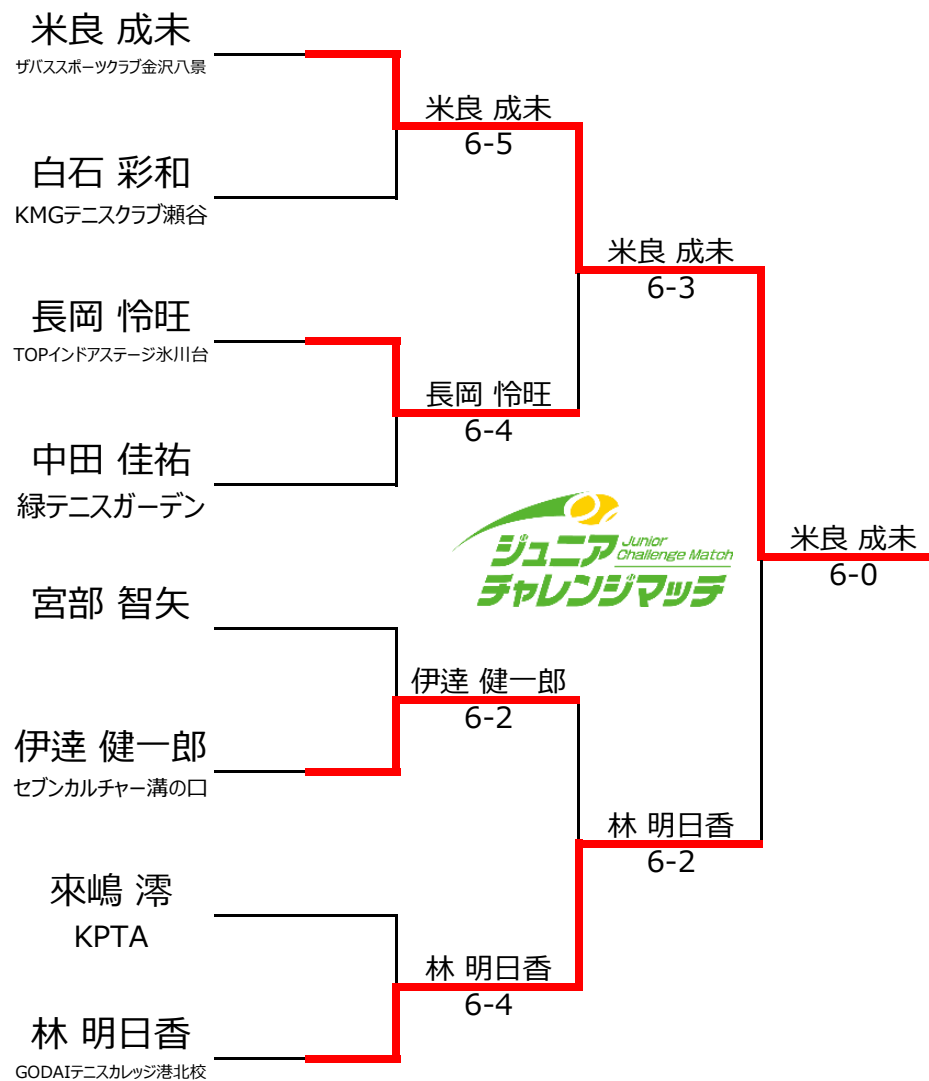 米良 成未
ザバススポーツクラブ金沢八景
白石 彩和
KMGテニスクラブ瀬谷
長岡 怜旺
TOPインドアステージ氷川台
中田 佳祐
緑テニスガーデン
宮部 智矢
伊達 健一郎
セブンカルチャー溝の口
來嶋 澪
KPTA
林 明日香
GODAIテニスカレッジ港北校
米良 成未
6-5
長岡 怜旺
6-4
伊達 健一郎
6-2
林 明日香
6-4
米良 成未
6-3
林 明日香
6-2
米良 成未
6-0
ジュニア Junior Challenge Match
チャレンジマッチ